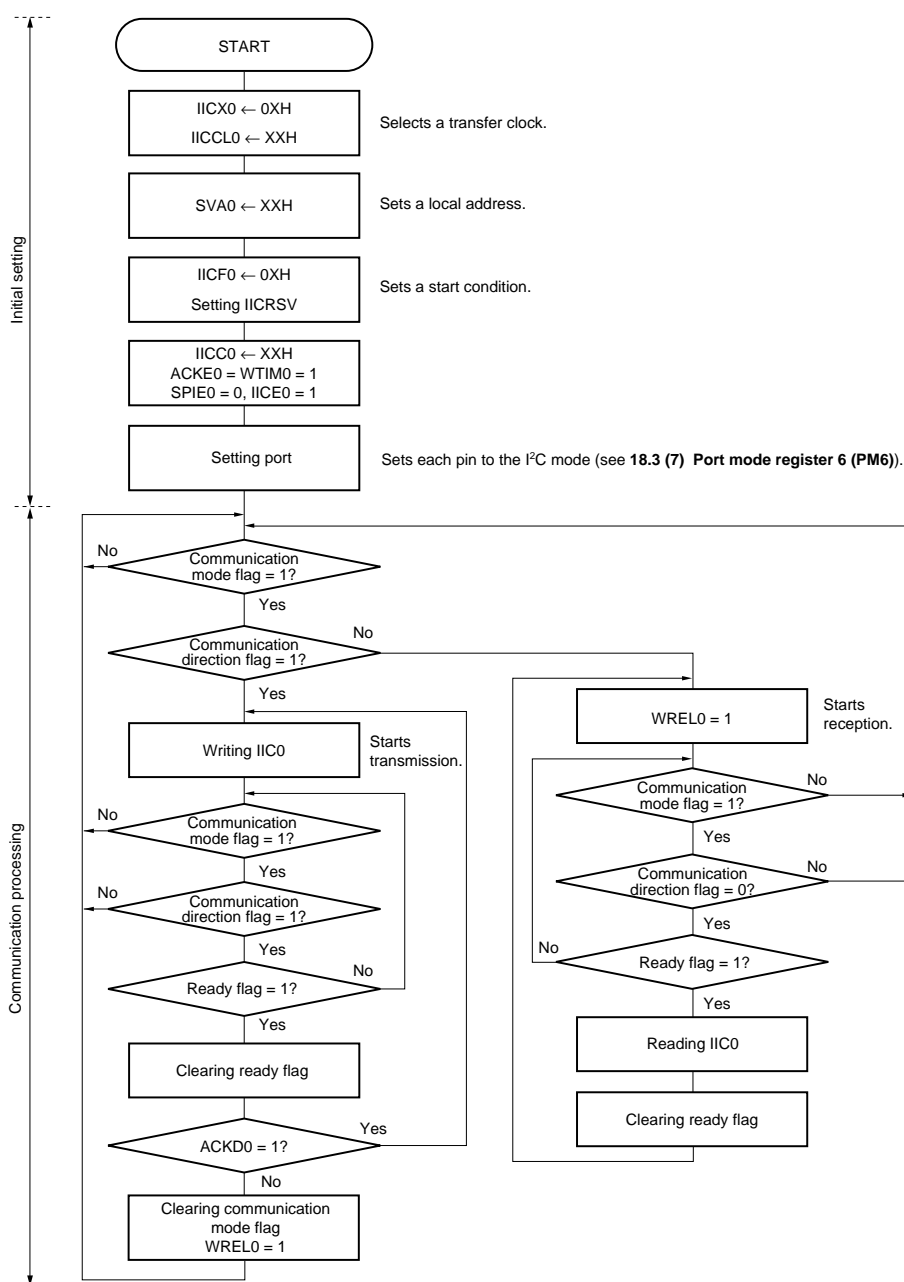 START
IICX0 ← 0XH
IICCL0 ← XXH
Selects a transfer clock.
SVA0 ← XXH
Sets a local address.
IICF0 ← 0XH
Setting IICRSV
Sets a start condition.
IICC0 ← XXH
ACKE0 = WTIM0 = 1
SPIE0 = 0, IICE0 = 1
Setting port
Sets each pin to the I²C mode (see 18.3 (7) Port mode register 6 (PM6)).
Initial setting
Communication processing
No
Communication
mode flag = 1?
Yes
Communication
direction flag = 1?
No
Yes
Writing IIC0
Starts
transmission.
No
Communication
mode flag = 1?
Yes
No
Communication
direction flag = 1?
Yes
No
Ready flag = 1?
Yes
Clearing ready flag
Yes
ACKD0 = 1?
No
Clearing communication
mode flag
WREL0 = 1
WREL0 = 1
Starts
reception.
Communication
mode flag = 1?
No
Yes
Communication
direction flag = 0?
No
Yes
No
Ready flag = 1?
Yes
Reading IIC0
Clearing ready flag